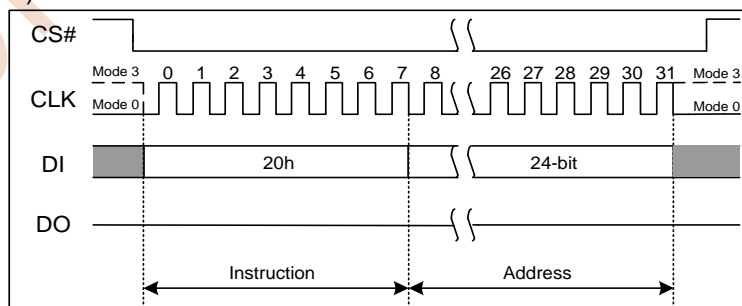 CS#
Mode 3 0 1 2 3 4 5 6 7 8 26 27 28 29 30 31 Mode 3
CLK
Mode 0 Mode 0
DI 20h 24-bit
DO
Instruction Address